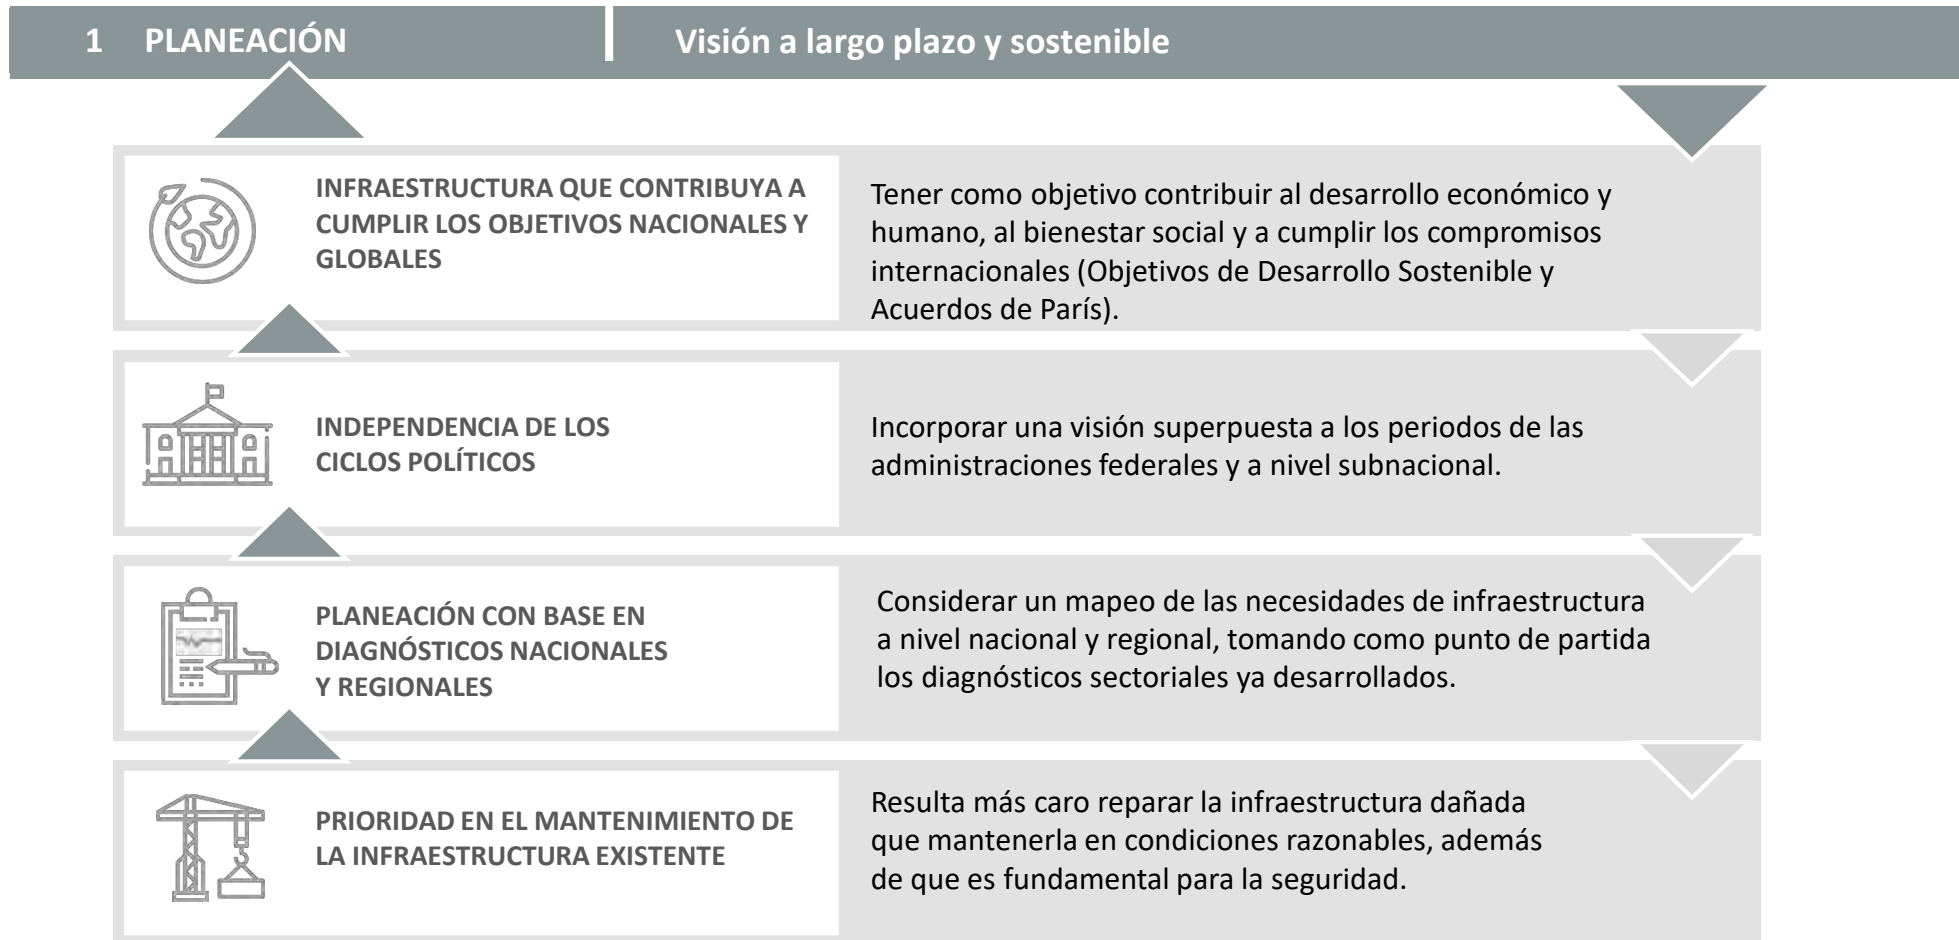 1 PLANEACIÓN
Visión a largo plazo y sostenible
INFRAESTRUCTURA QUE CONTRIBUYA A
CUMPLIR LOS OBJETIVOS NACIONALES Y
GLOBALES
Tener como objetivo contribuir al desarrollo económico y
humano, al bienestar social y a cumplir los compromisos
internacionales (Objetivos de Desarrollo Sostenible y
Acuerdos de París).
INDEPENDENCIA DE LOS
CICLOS POLÍTICOS
Incorporar una visión superpuesta a los periodos de las
administraciones federales y a nivel subnacional.
PLANEACIÓN CON BASE EN
DIAGNÓSTICOS NACIONALES
Y REGIONALES
Considerar un mapeo de las necesidades de infraestructura
a nivel nacional y regional, tomando como punto de partida
los diagnósticos sectoriales ya desarrollados.
PRIORIDAD EN EL MANTENIMIENTO DE
LA INFRAESTRUCTURA EXISTENTE
Resulta más caro reparar la infraestructura dañada
que mantenerla en condiciones razonables, además
de que es fundamental para la seguridad.